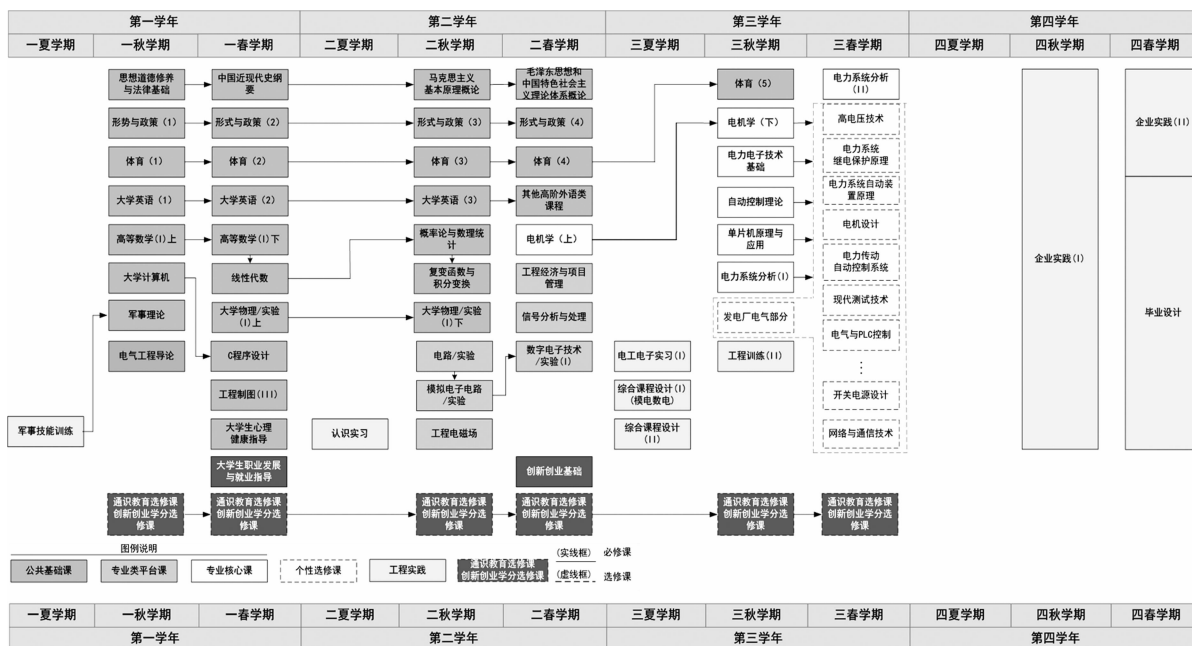 第一学年
第二学年
第三学年
第四学年
一夏学期
一秋学期
一春学期
二夏学期
二秋学期
二春学期
三夏学期
三秋学期
三春学期
四夏学期
四秋学期
四春学期
思想道德修养
与法律基础
中国近现代史纲
要
马克思主义
基本原理概论
毛泽东思想和
中国特色社会主
义理论体系概论
体育(5)
电力系统分析
(II)
形势与政策(1)
形式与政策(2)
形式与政策(3)
形式与政策(4)
电机学(下)
高电压技术
企业实践(II)
体育(1)
体育(2)
体育(3)
体育(4)
电力电子技术
基础
电力系统
继电保护原理
大学英语(1)
大学英语(2)
大学英语(3)
其他高阶外语类
课程
自动控制理论
电力系统自动装
置原理
高等数学(I)上
高等数学(I)下
概率论与数理统
计
电机学(上)
单片机原理与
应用
电机设计
大学计算机
线性代数
复变函数与
积分变换
工程经济与项目
管理
电力系统分析(I)
电力传动
自动控制系统
企业实践(I)
军事理论
大学物理/实验
(I)上
大学物理/实验
(I)下
信号分析与处理
发电厂电气部分
现代测试技术
毕业设计
电气工程导论
C程序设计
电路/实验
数字电子技术
/实验(I)
电工电子实习(I)
工程训练(II)
电气与PLC控制
⋮
工程制图(III)
模拟电子电路
/实验
综合课程设计(I)
(模电数电)
开关电源设计
军事技能训练
大学生心理
健康指导
认识实习
工程电磁场
综合课程设计
(II)
网络与通信技术
大学生职业发展
与就业指导
创新创业基础
通识教育选修课
创新创业学分选
修课
通识教育选修课
创新创业学分选
修课
通识教育选修课
创新创业学分选
修课
通识教育选修课
创新创业学分选
修课
通识教育选修课
创新创业学分选
修课
通识教育选修课
创新创业学分选
修课
图例说明
公共基础课
专业类平台课
专业核心课
个性选修课
工程实践
通识教育选修课
创新创业学分选修课
(实线框) 必修课
(虚线框) 选修课
一夏学期
一秋学期
一春学期
二夏学期
二秋学期
二春学期
三夏学期
三秋学期
三春学期
四夏学期
四秋学期
四春学期
第一学年
第二学年
第三学年
第四学年